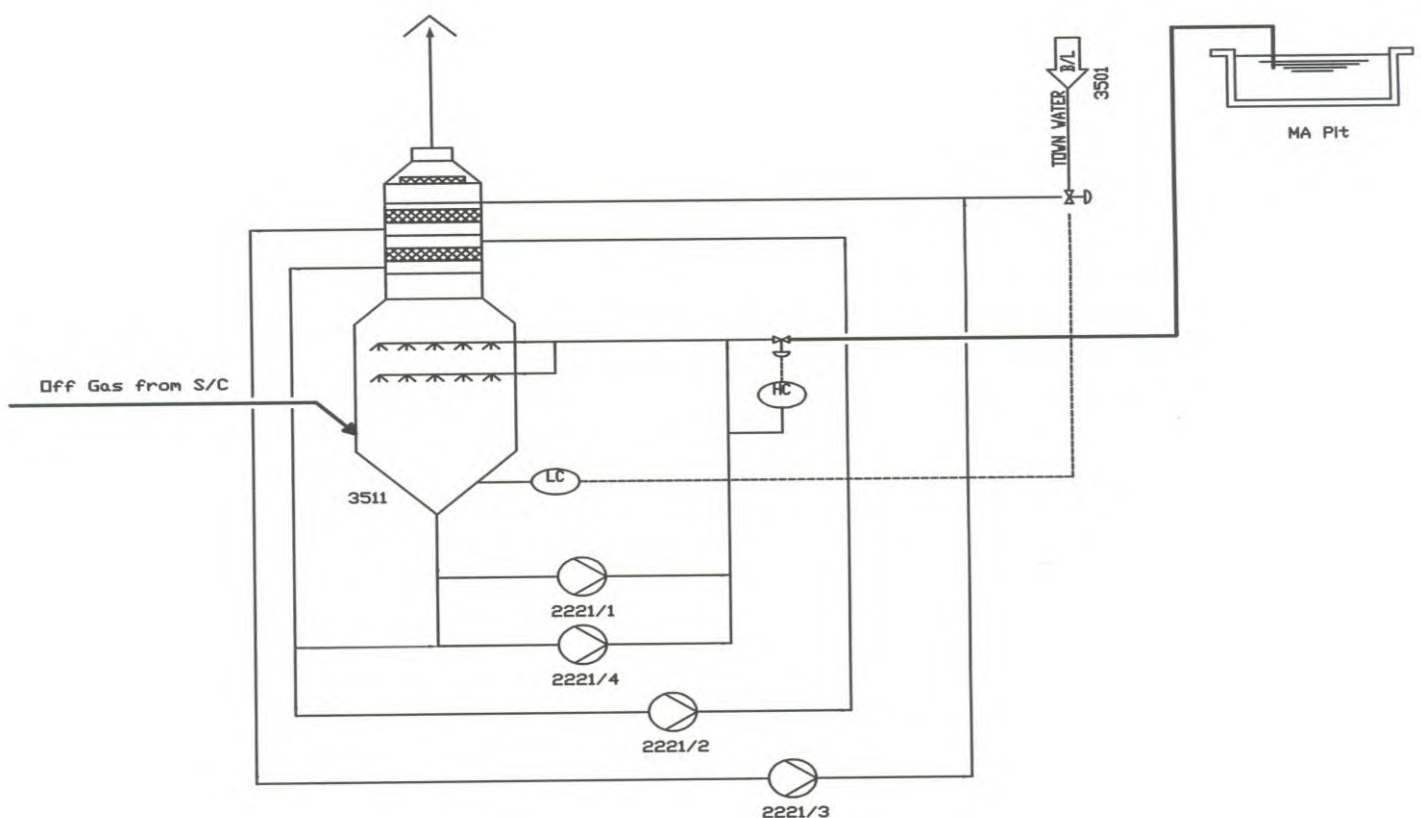 B/L
3501
TOWN WATER
MA Pit
Off Gas from S/C
HC
LC
3511
2221/1
2221/4
2221/2
2221/3